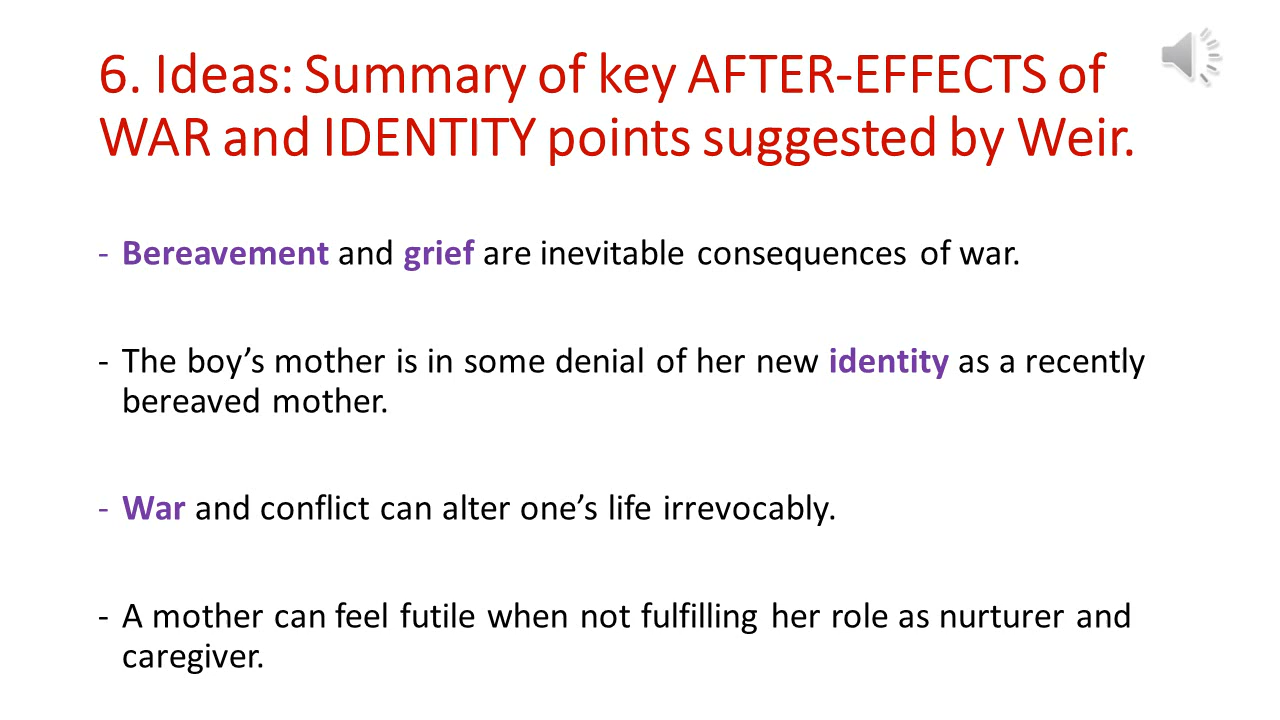 6. Ideas: Summary of key AFTER-EFFECTS of
WAR and IDENTITY points suggested by Weir.
- Bereavement and grief are inevitable consequences of war.
- The boy’s mother is in some denial of her new identity as a recently
bereaved mother.
- War and conflict can alter one’s life irrevocably.
- A mother can feel futile when not fulfilling her role as nurturer and
caregiver.